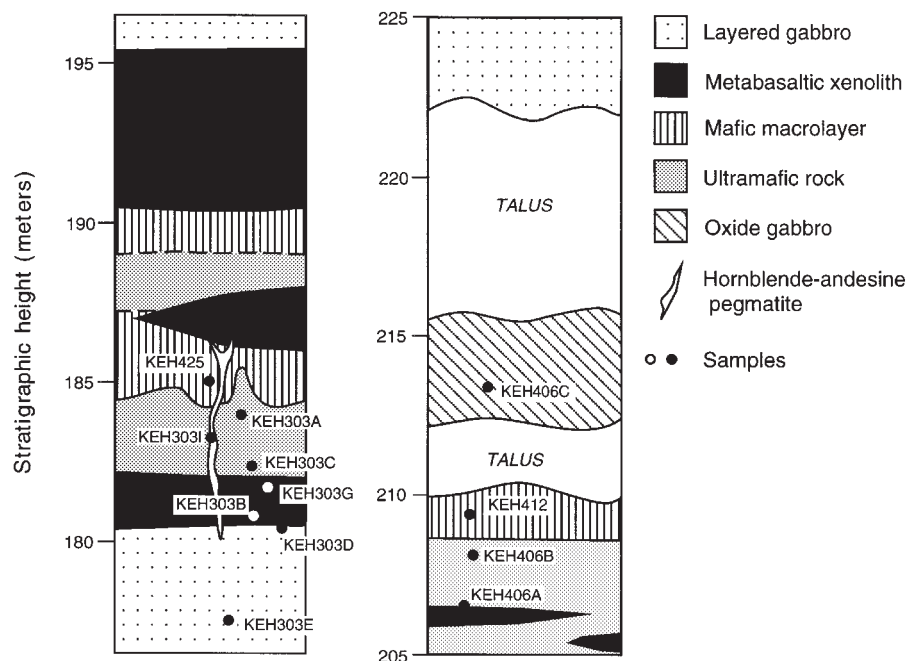 Stratigraphic height (meters)
195
190
185
180
KEH425
KEH303A
KEH303I
KEH303C
KEH303G
KEH303B
KEH303D
KEH303E
225
220
215
210
205
TALUS
KEH406C
TALUS
KEH412
KEH406B
KEH406A
Layered gabbro
Metabasaltic xenolith
Mafic macrolayer
Ultramafic rock
Oxide gabbro
Hornblende-andesine
pegmatite
Samples